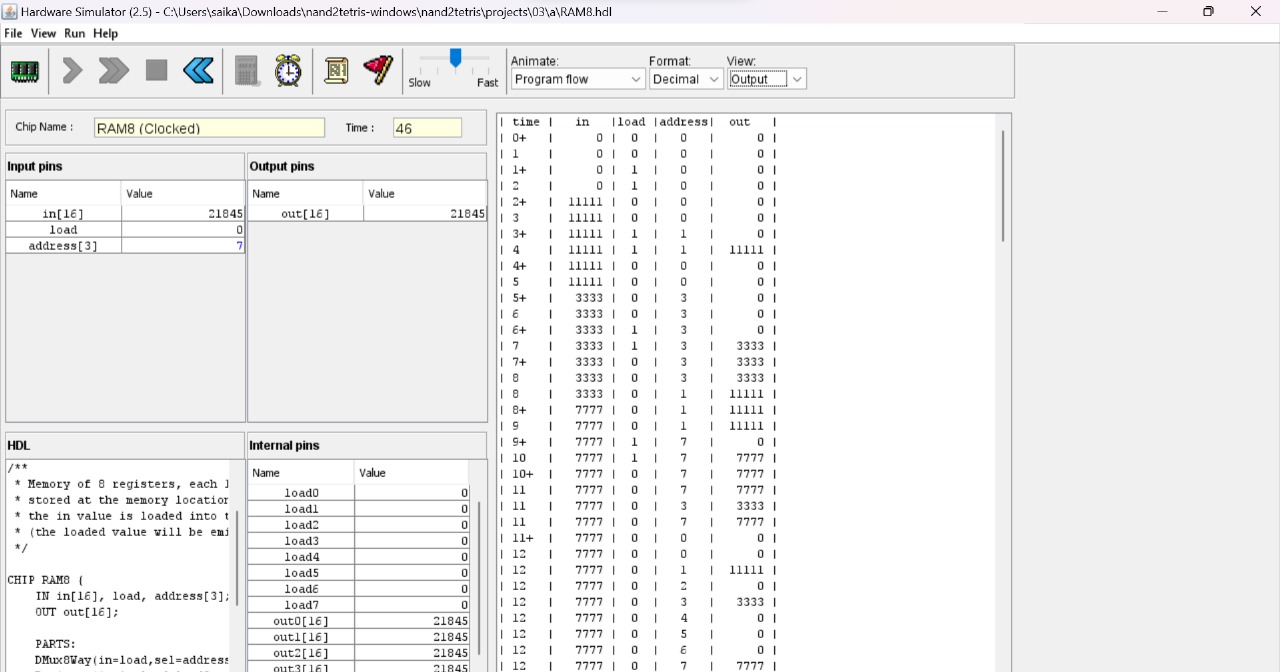 Hardware Simulator (2.5) - C:\Users\saika\Downloads\nand2tetris-windows\nand2tetris\projects\03\a\RAM8.hdl
File View Run Help
Animate: Format: View:
Slow Fast Program flow Decimal Output
Chip Name : RAM8 (Clocked) Time : 46
Input pins
Name Value
in[16] 21845
load 0
address[3] 7
Output pins
Name Value
out[16] 21845
HDL
/**
* Memory of 8 registers, each
* stored at the memory location
* the in value is loaded into
* (the loaded value will be
*/
CHIP RAM8 {
IN in[16], load, address[3];
OUT out[16];
PARTS:
DMux8Way(in=load,sel=address
Internal pins
Name Value
load0 0
load1 0
load2 0
load3 0
load4 0
load5 0
load6 0
load7 0
out0[16] 21845
out1[16] 21845
out2[16] 21845
out3[16] 21845
| time | in |load |address| out |
| 0+ | 0 | 0 | 0 | 0 |
| 1 | 0 | 0 | 0 | 0 |
| 1+ | 0 | 1 | 0 | 0 |
| 2 | 0 | 1 | 0 | 0 |
| 2+ | 11111 | 0 | 0 | 0 |
| 3 | 11111 | 0 | 0 | 0 |
| 3+ | 11111 | 1 | 1 | 0 |
| 4 | 11111 | 1 | 1 | 11111 |
| 4+ | 11111 | 0 | 0 | 0 |
| 5 | 11111 | 0 | 0 | 0 |
| 5+ | 3333 | 0 | 3 | 0 |
| 6 | 3333 | 0 | 3 | 0 |
| 6+ | 3333 | 1 | 3 | 0 |
| 7 | 3333 | 1 | 3 | 3333 |
| 7+ | 3333 | 0 | 3 | 3333 |
| 8 | 3333 | 0 | 3 | 3333 |
| 8 | 3333 | 0 | 1 | 11111 |
| 8+ | 7777 | 0 | 1 | 11111 |
| 9 | 7777 | 0 | 1 | 11111 |
| 9+ | 7777 | 1 | 7 | 0 |
| 10 | 7777 | 1 | 7 | 7777 |
| 10+ | 7777 | 0 | 7 | 7777 |
| 11 | 7777 | 0 | 7 | 7777 |
| 11 | 7777 | 0 | 3 | 3333 |
| 11 | 7777 | 0 | 7 | 7777 |
| 11+ | 7777 | 0 | 0 | 0 |
| 12 | 7777 | 0 | 0 | 0 |
| 12 | 7777 | 0 | 1 | 11111 |
| 12 | 7777 | 0 | 2 | 0 |
| 12 | 7777 | 0 | 3 | 3333 |
| 12 | 7777 | 0 | 4 | 0 |
| 12 | 7777 | 0 | 5 | 0 |
| 12 | 7777 | 0 | 6 | 0 |
| 12 | 7777 | 0 | 7 | 7777 |